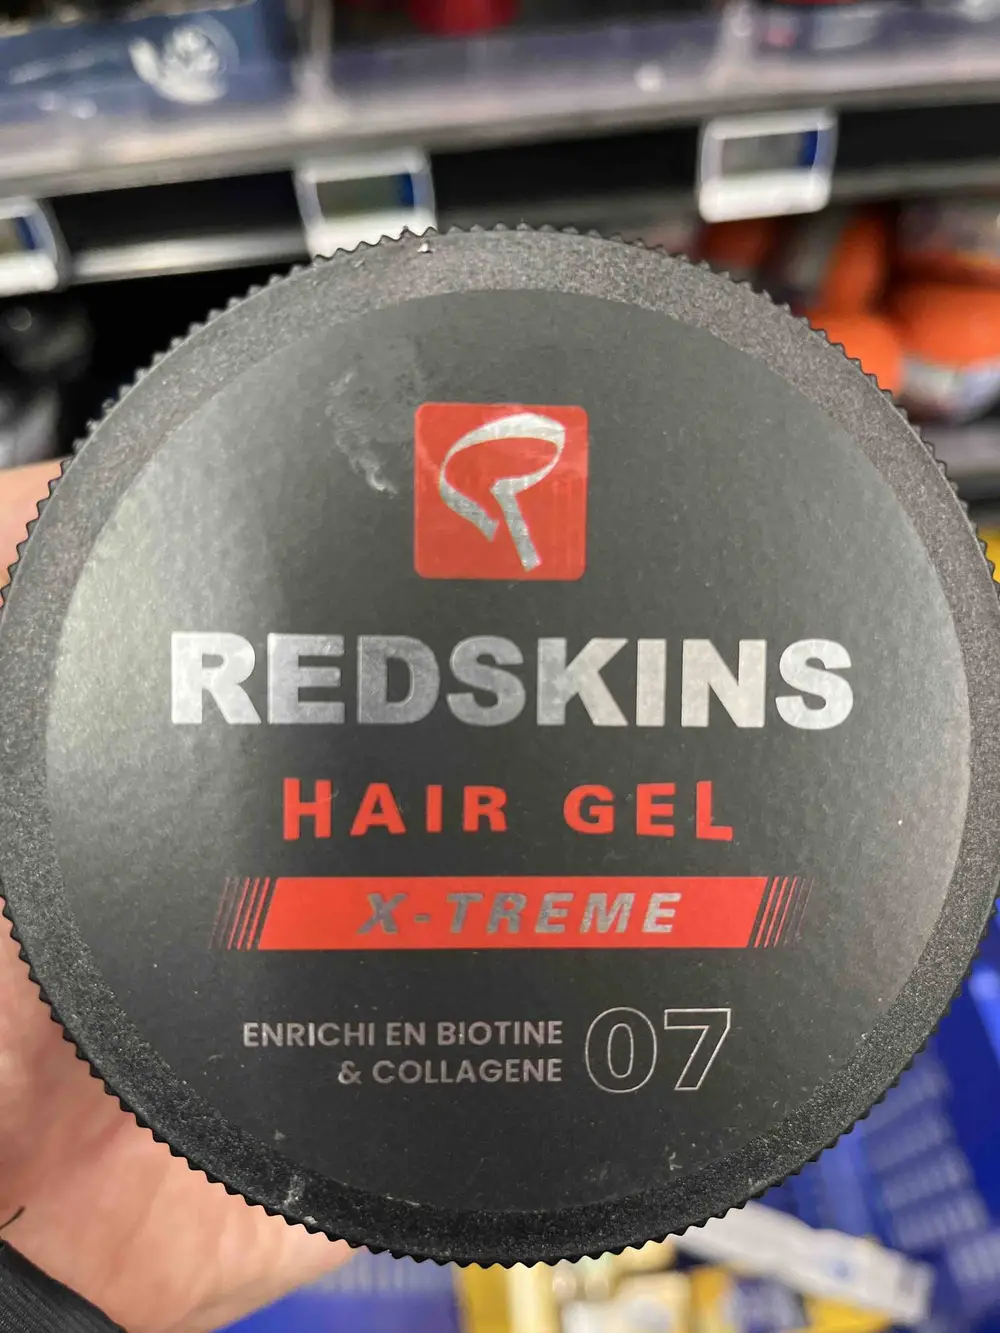 REDSKINS
HAIR GEL
X-TREME
ENRICHI EN BIOTINE
& COLLAGENE
07